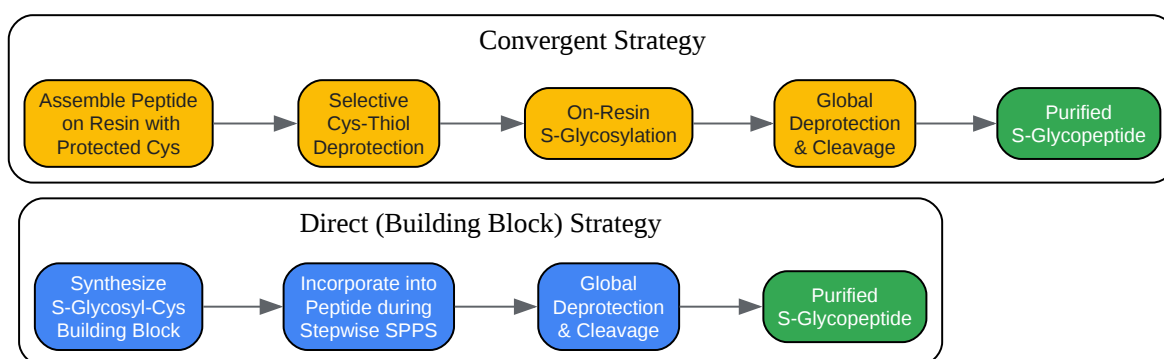 Convergent Strategy
Assemble Peptide
on Resin with
Protected Cys
Selective
Cys-Thiol
Deprotection
On-Resin
S-Glycosylation
Global
Deprotection
& Cleavage
Purified
S-Glycopeptide
Direct (Building Block) Strategy
Synthesize
S-Glycosyl-Cys
Building Block
Incorporate into
Peptide during
Stepwise SPPS
Global
Deprotection
& Cleavage
Purified
S-Glycopeptide